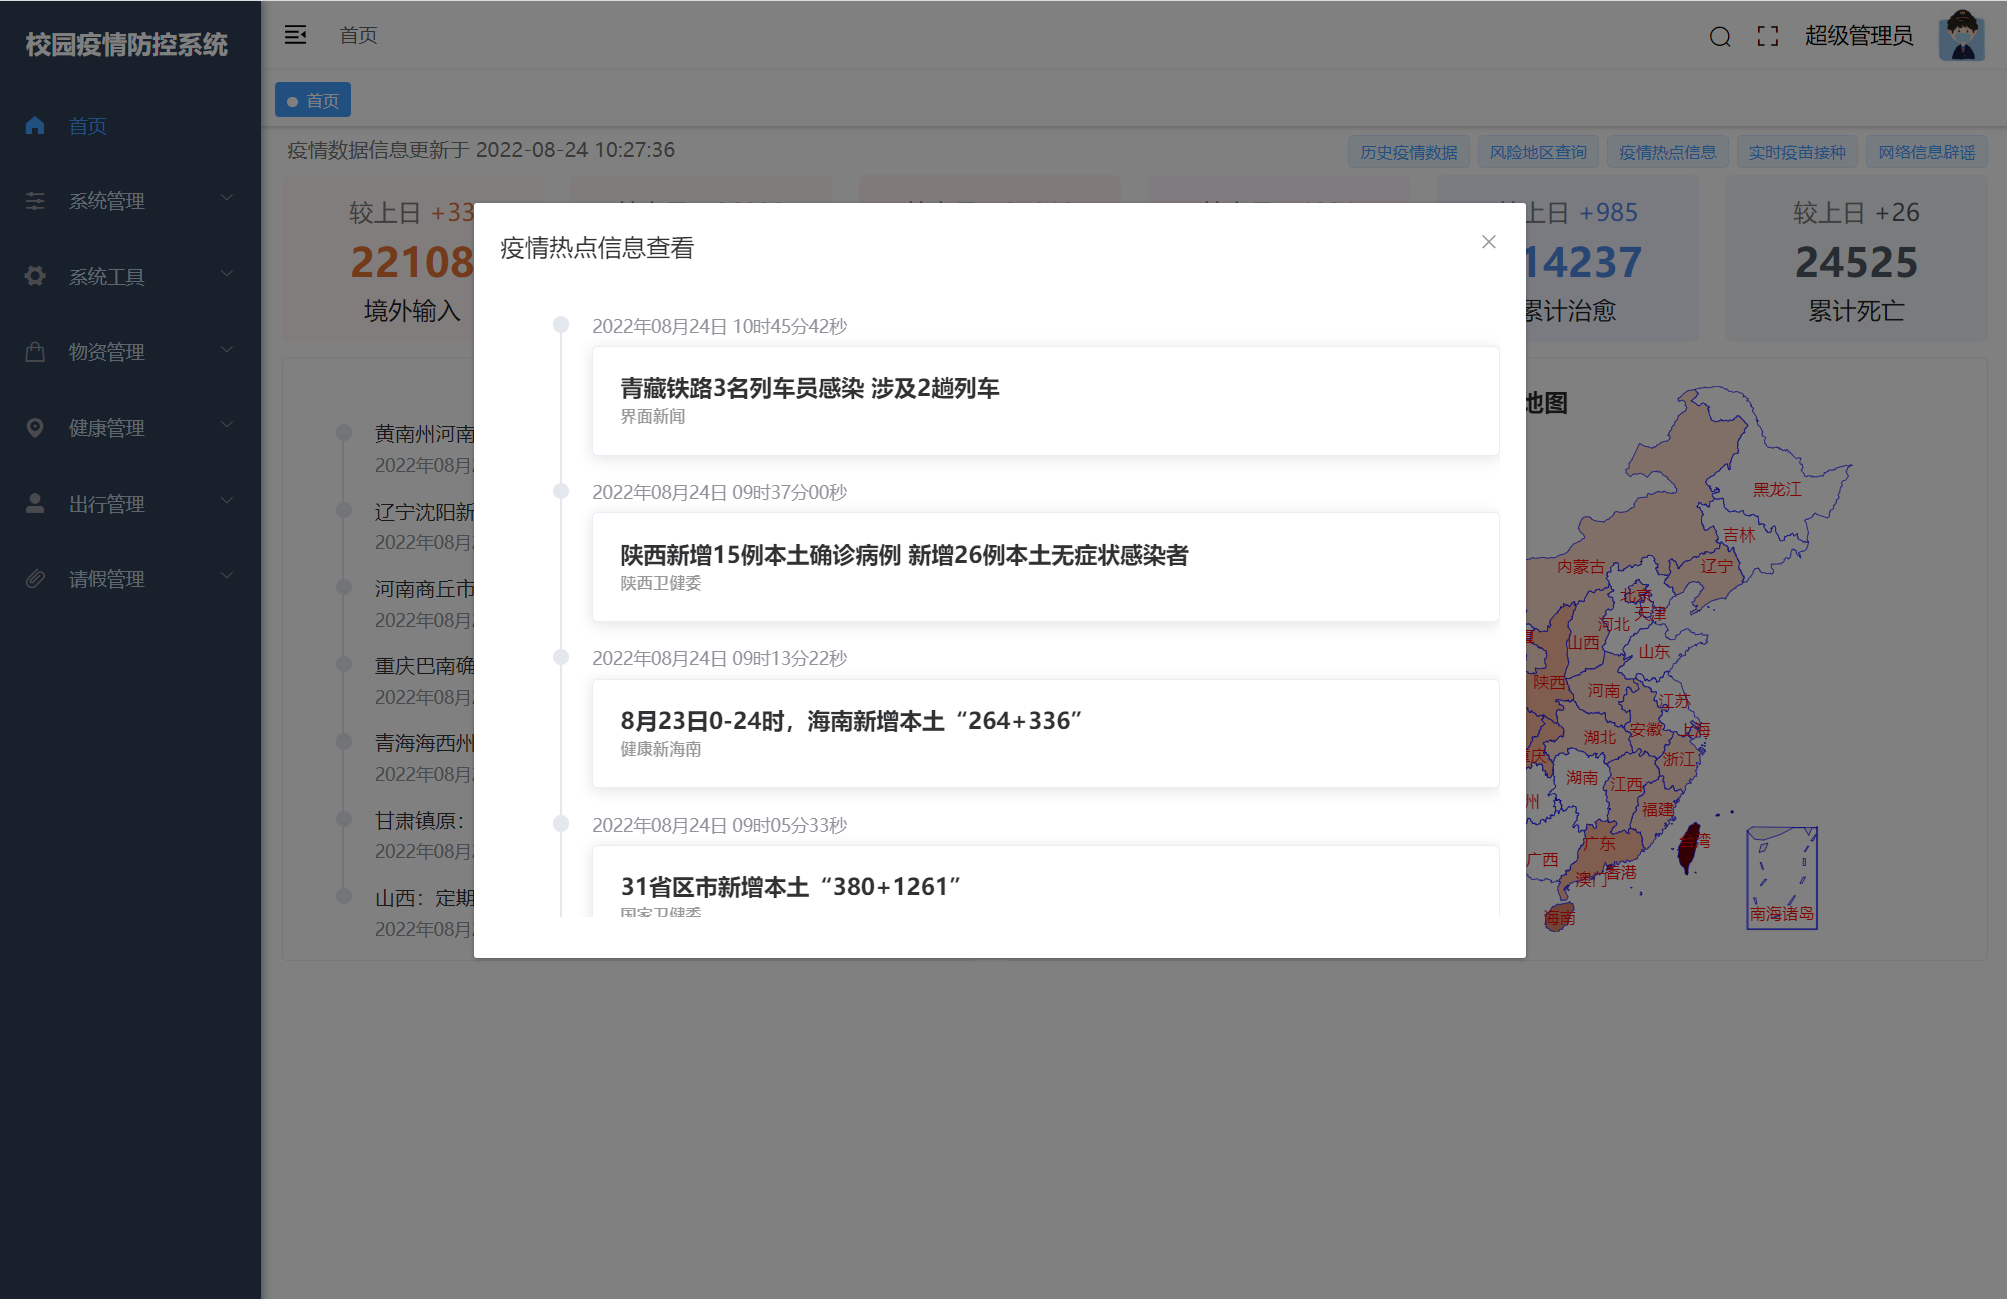 校园疫情防控系统
首页
系统管理
系统工具
物资管理
健康管理
出行管理
请假管理
首页
超级管理员
首页
疫情数据信息更新于 2022-08-24 10:27:36
历史疫情数据
风险地区查询
疫情热点信息
实时疫苗接种
网络信息辟谣
较上日 +33
22108
境外输入
上日 +985
14237
累计治愈
较上日 +26
24525
累计死亡
黄南州河南
2022年08月
辽宁沈阳新
2022年08月
河南商丘市
2022年08月
重庆巴南确
2022年08月
青海海西州
2022年08月
甘肃镇原：
2022年08月
山西：定期
2022年08月
疫情热点信息查看
2022年08月24日 10时45分42秒
青藏铁路3名列车员感染 涉及2趟列车
界面新闻
2022年08月24日 09时37分00秒
陕西新增15例本土确诊病例 新增26例本土无症状感染者
陕西卫健委
2022年08月24日 09时13分22秒
8月23日0-24时，海南新增本土“264+336”
健康新海南
2022年08月24日 09时05分33秒
31省区市新增本土“380+1261”
国家卫健委
地图
黑龙江
吉林
内蒙古
辽宁
北京
天津
河北
山西
山东
陕西
河南
江苏
安徽
上海
湖北
庆
浙江
湖南
江西
州
福建
广东
台湾
广西
香港
澳门
海南
南海诸岛